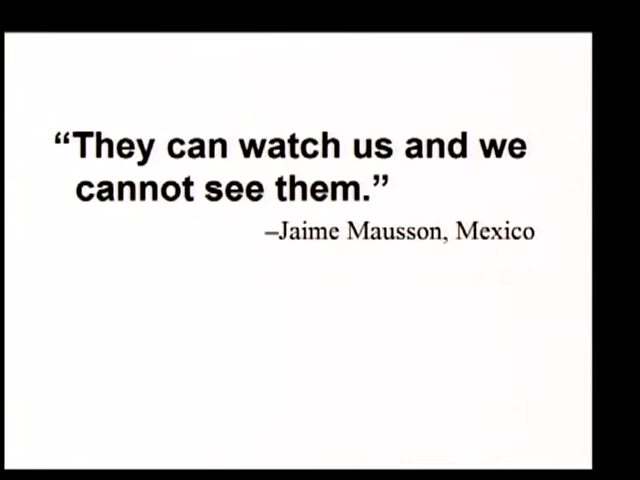 “They can watch us and we
cannot see them.”
–Jaime Mausson, Mexico